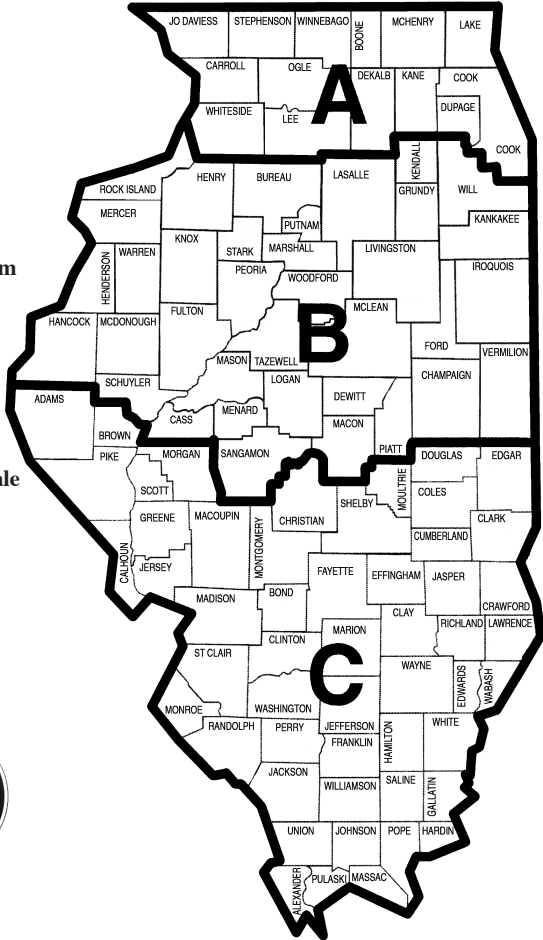 JO DAVIESS STEPHENSON WINNEBAGO BOONE MCHENRY LAKE
CARROLL OGLE DEKALB KANE COOK
A
DUPAGE
WHITESIDE LEE
COOK
HENRY BUREAU LASALLE KENDALL
ROCK ISLAND GRUNDY WILL
MERCER
PUTNAM KANKAKEE
KNOX
HENDERSON WARREN STARK MARSHALL LIVINGSTON
m PEORIA IROQUOIS
WOODFORD
FULTON MCLEAN
HANCOCK MCDONOUGH
B
FORD VERMILION
MASON TAZEWELL
SCHUYLER LOGAN CHAMPAIGN
ADAMS DEWITT
CASS MENARD
MACON
BROWN
PIKE MORGAN SANGAMON PIATT DOUGLAS EDGAR
ale
SCOTT MOULTRIE COLES
SHELBY
GREENE MACOUPIN MONTGOMERY CHRISTIAN CLARK
CUMBERLAND
CALHOUN JERSEY
FAYETTE EFFINGHAM JASPER
MADISON BOND
CLAY CRAWFORD
RICHLAND LAWRENCE
CLINTON MARION
ST CLAIR
C
WAYNE EDWARDS WABASH
MONROE WASHINGTON
RANDOLPH PERRY JEFFERSON HAMILTON WHITE
FRANKLIN
JACKSON
WILLIAMSON SALINE GALLATIN
UNION JOHNSON POPE HARDIN
ALEXANDER PULASKI MASSAC